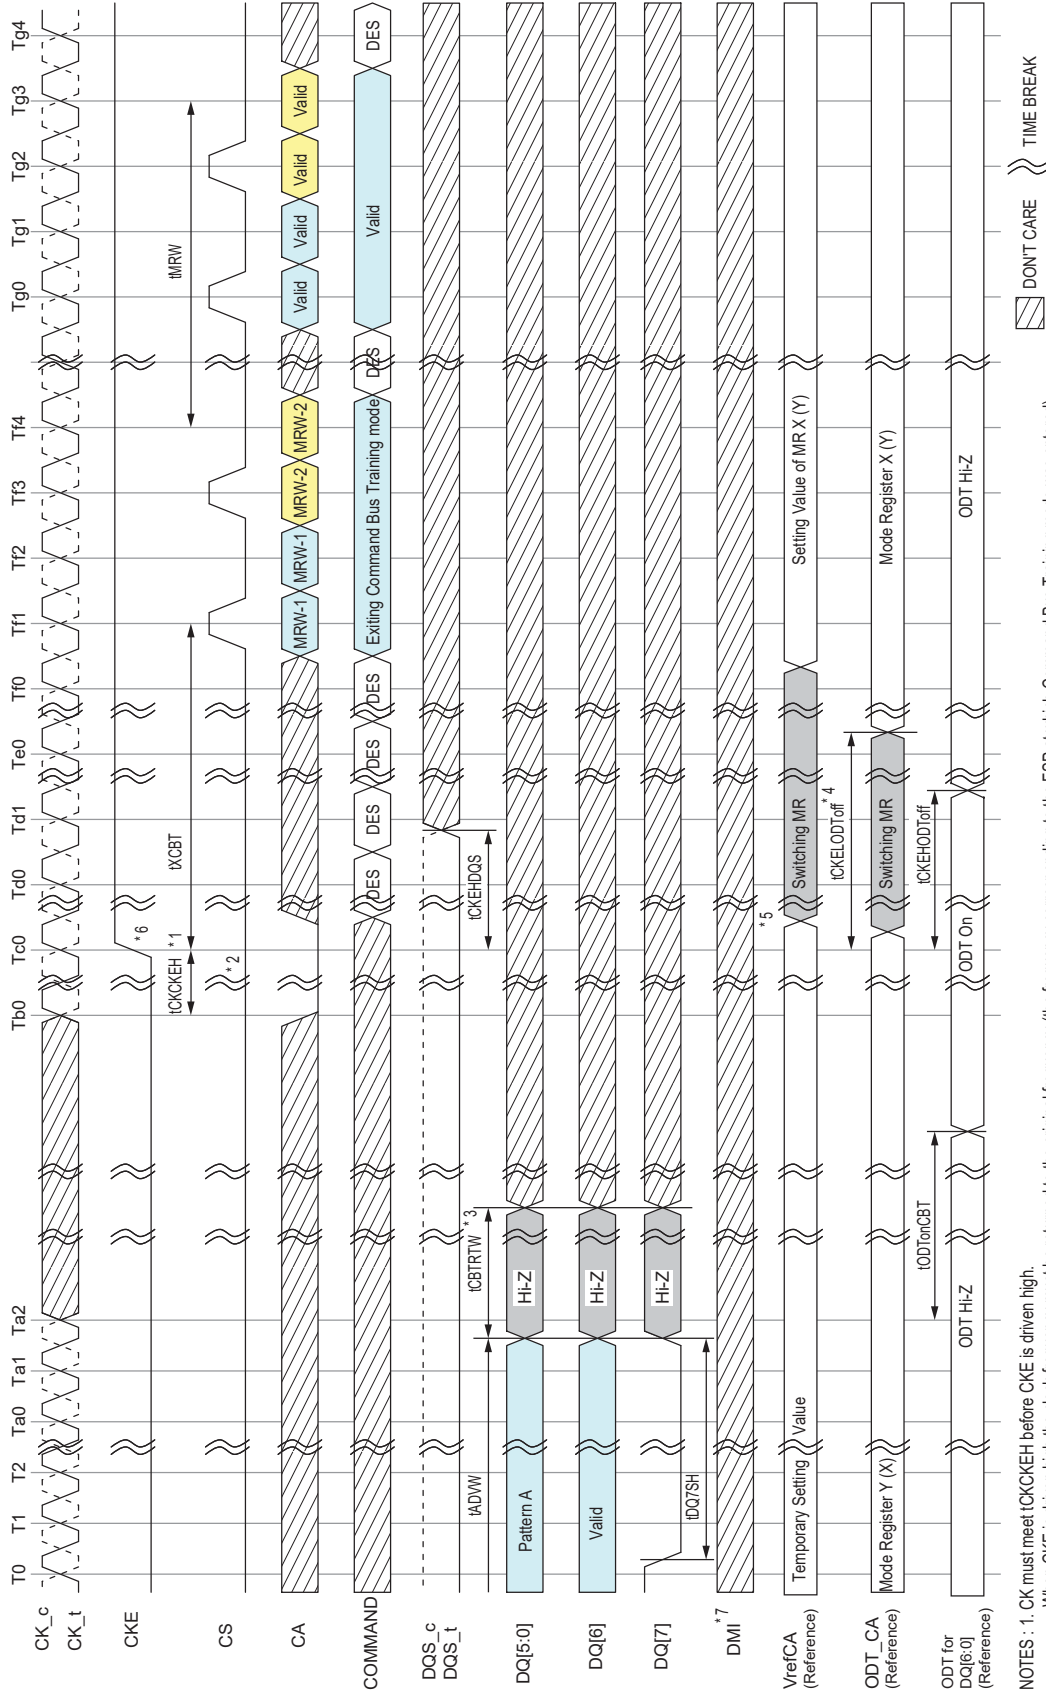 T0 T1 T2 Ta0 Ta1 Ta2 Tb0 Tc0 Td0 Td1 Te0 Tf0 Tf1 Tf2 Tf3 Tf4 Tg0 Tg1 Tg2 Tg3 Tg4
CK_c
CK_t
CKE
*6
tCKCKEH *1
tXCBT
tMRW
CS
*2
CA
MRW-1 MRW-1 MRW-2 MRW-2 Valid Valid Valid Valid
COMMAND
DES DES DES DES Exiting Command Bus Training mode DES Valid DES
DQS_c
DQS_t
tCKEHDQS
tADVW
tCBTRTW *3
DQ[5:0]
Pattern A Hi-Z
DQ[6]
Valid Hi-Z
DQ[7]
Hi-Z
tDQ7SH
DMI *7
*5
VrefCA
(Reference)
Temporary Setting Value Switching MR Setting Value of MR X (Y)
tCKELODToff *4
ODT_CA
(Reference)
Mode Register Y (X) Switching MR Mode Register X (Y)
tODTonCBT
tCKEHODToff
ODT for
DQ[6:0]
(Reference)
ODT Hi-Z ODT On ODT Hi-Z
DON'T CARE TIME BREAK
NOTES : 1. CK must meet tCKCKEH before CKE is driven high.